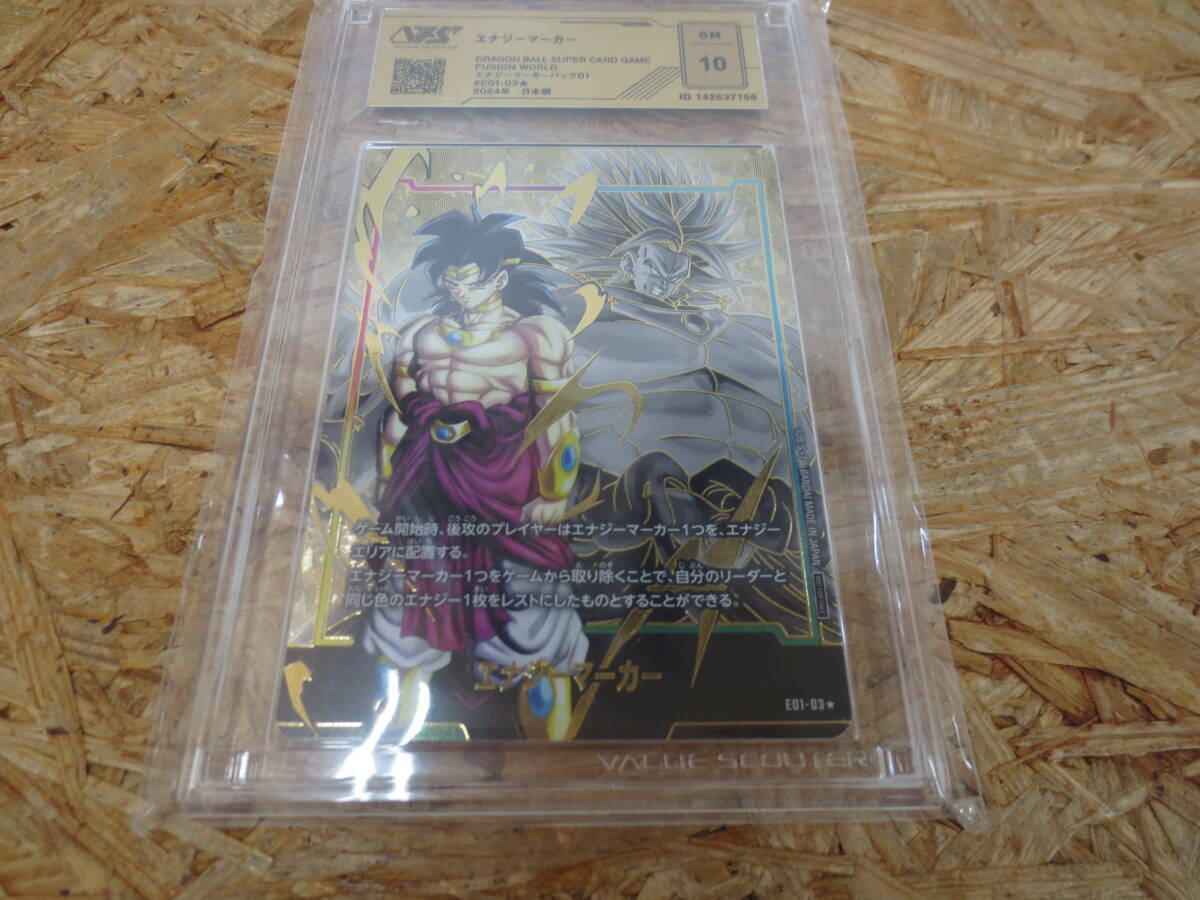 VS
VALUE SCOUTER
エナジーマーカー
DRAGON BALL SUPER CARD GAME
FUSION WORLD
エナジーマーカーパック01
#E01-03★
2024年 日本語
GM
10
ID 142537156
ゲーム開始時、後攻のプレイヤーはエナジーマーカー1つを、エナジー
エリアに配置する。
エナジーマーカー1つをゲームから取り除くことで、自分のリーダーと
同じ色のエナジー1枚をレストにしたものとすることができる。
エナジーマーカー
E01-03★
BANDAI MADE IN JAPAN
VALUE SCOUTER